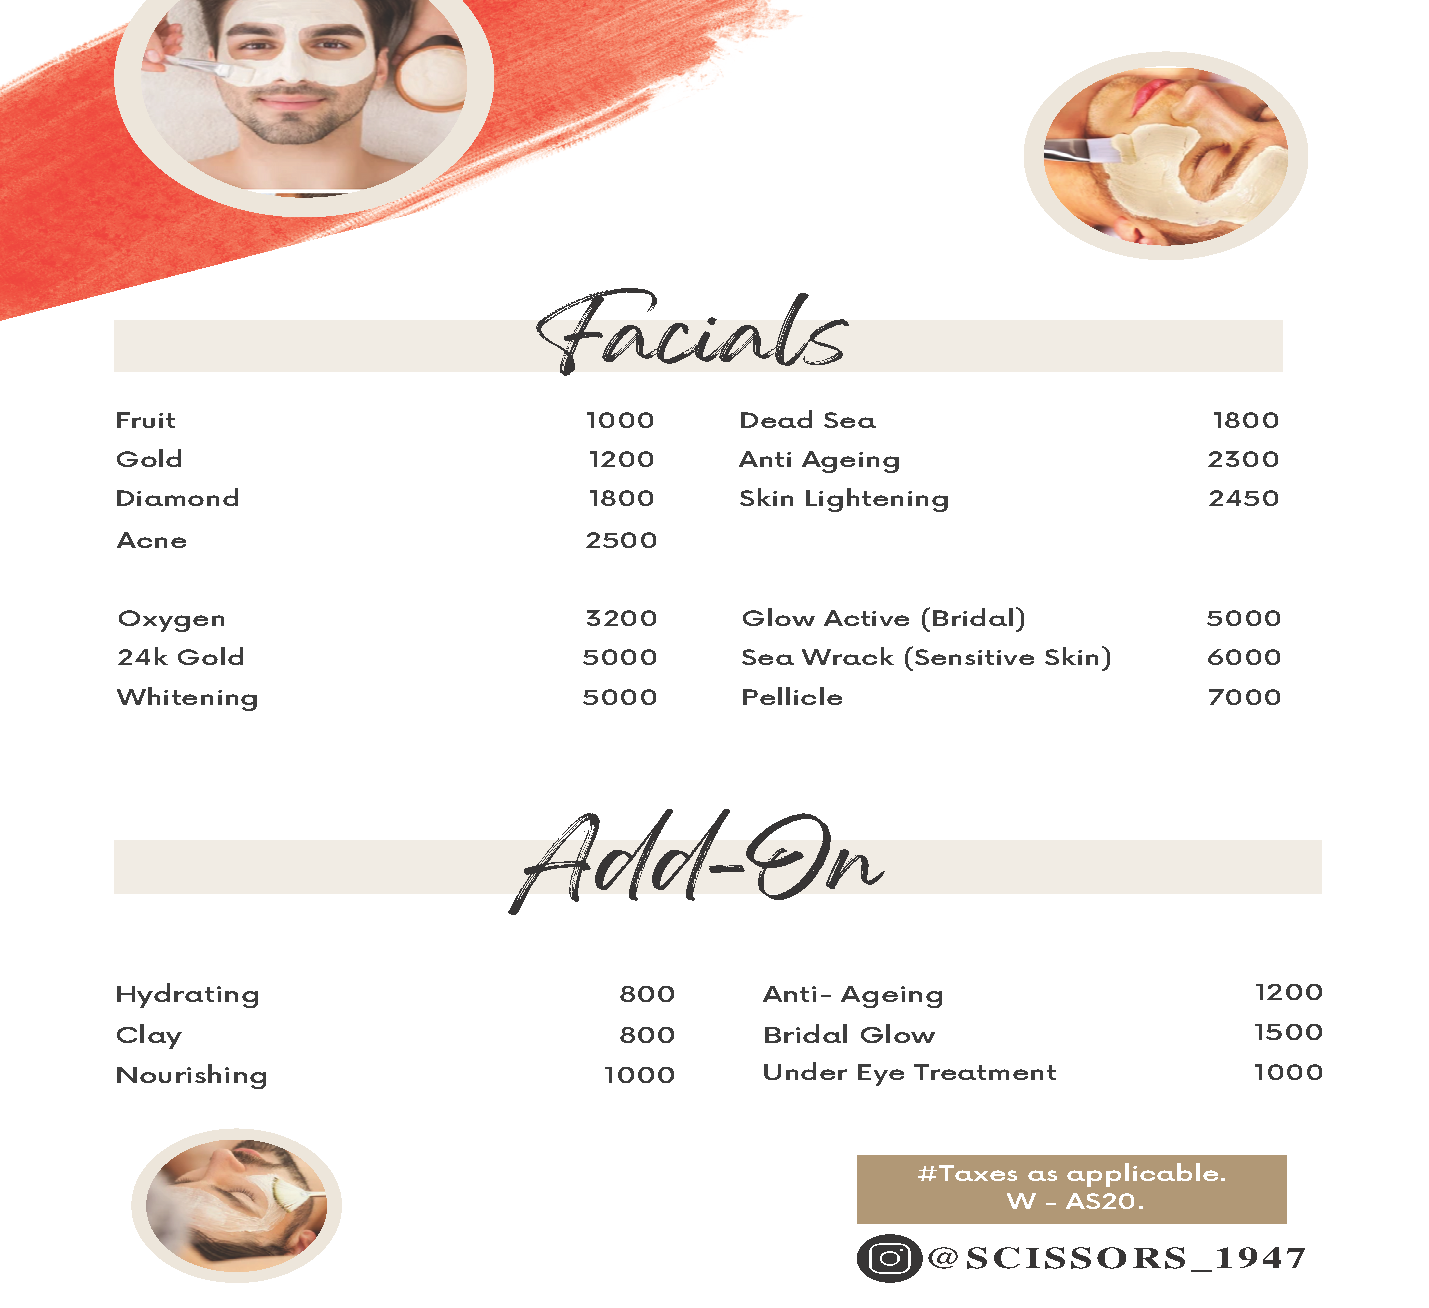 Facials
Fruit 1000 Dead Sea 1800
Gold 1200 Anti Ageing 2300
Diamond 1800 Skin Lightening 2450
Acne 2500
Oxygen 3200 Glow Active (Bridal) 5000
24k Gold 5000 Sea Wrack (Sensitive Skin) 6000
Whitening 5000 Pellicle 7000
Add-On
Hydrating 800 Anti- Ageing 1200
Clay 800 Bridal Glow 1500
Nourishing 1000 Under Eye Treatment 1000
#Taxes as applicable.
W - AS20.
@SCISSORS_1947